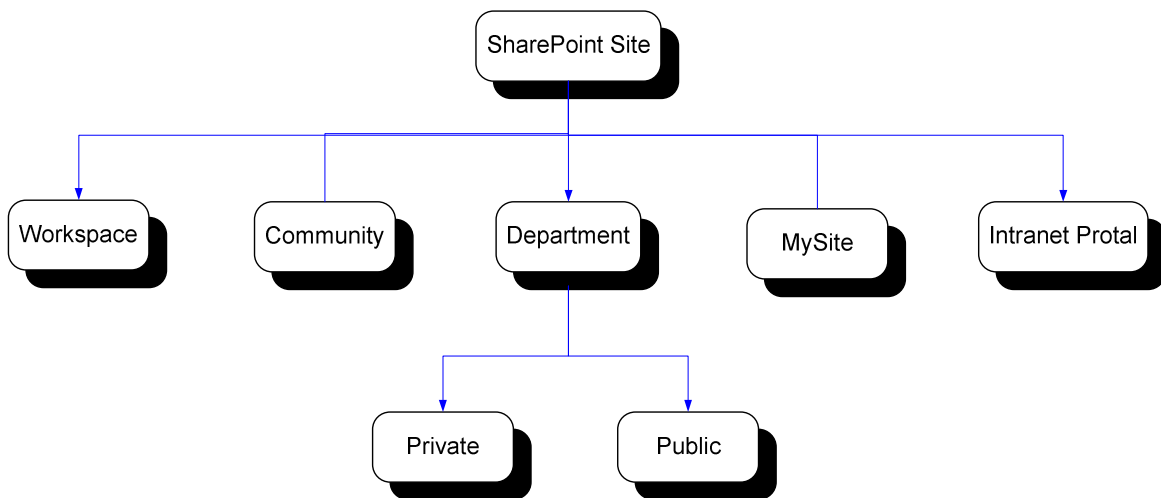 SharePoint Site
Workspace
Community
Department
MySite
Intranet Protal
Private
Public